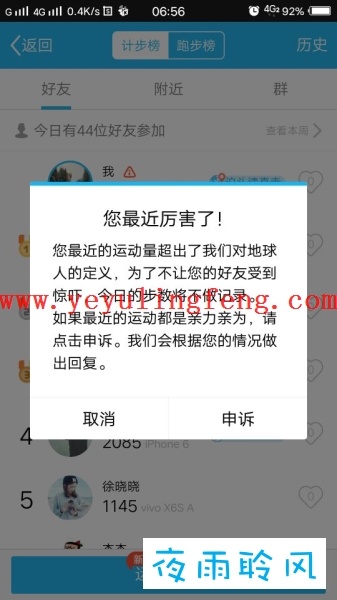 G 4G 0.4K/s 06:56 4G 92%
返回 计步榜 跑步榜 历史
好友 附近 群
今日有44位好友参加 查看本周
我
您最近厉害了！
您最近的运动量超出了我们对地球
人的定义，为了不让您的好友受到
惊吓，今日的步数将不做记录。
www.yeyulingfeng.com
如果最近的运动都是亲力亲为，请
点击申诉。我们会根据您的情况做
出回复。
取消 申诉
4 2085 iPhone 6
徐晓晓
5 1145 vivo X6S A
新
夜雨聆风